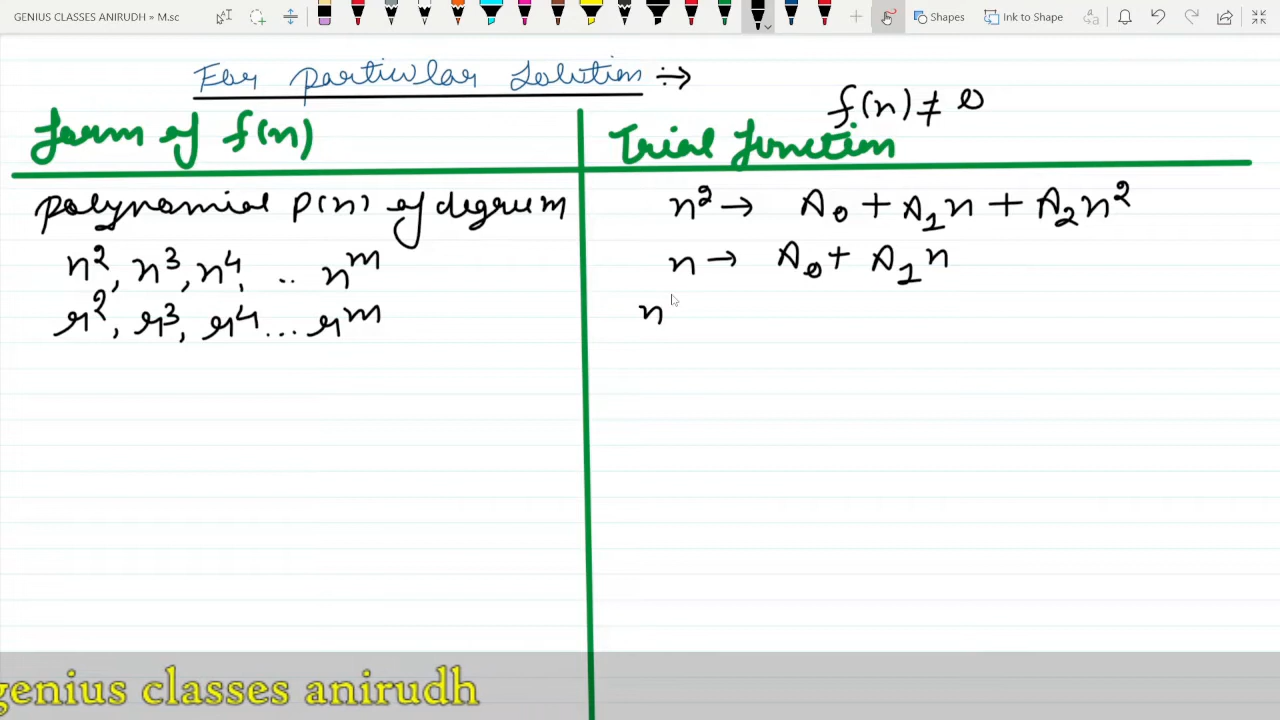 GENIUS CLASSES ANIRUDH » M.sc
Shapes
Ink to Shape
For particular solution :→
f(n) ≠ 0
form of f(n)
Trial function
polynomial P(n) of degree m
n², n³, n⁴, .. nᵐ
r², r³, r⁴ ... rᵐ
n² → A₀ + A₁n + A₂n²
n → A₀ + A₁n
n
genius classes anirudh